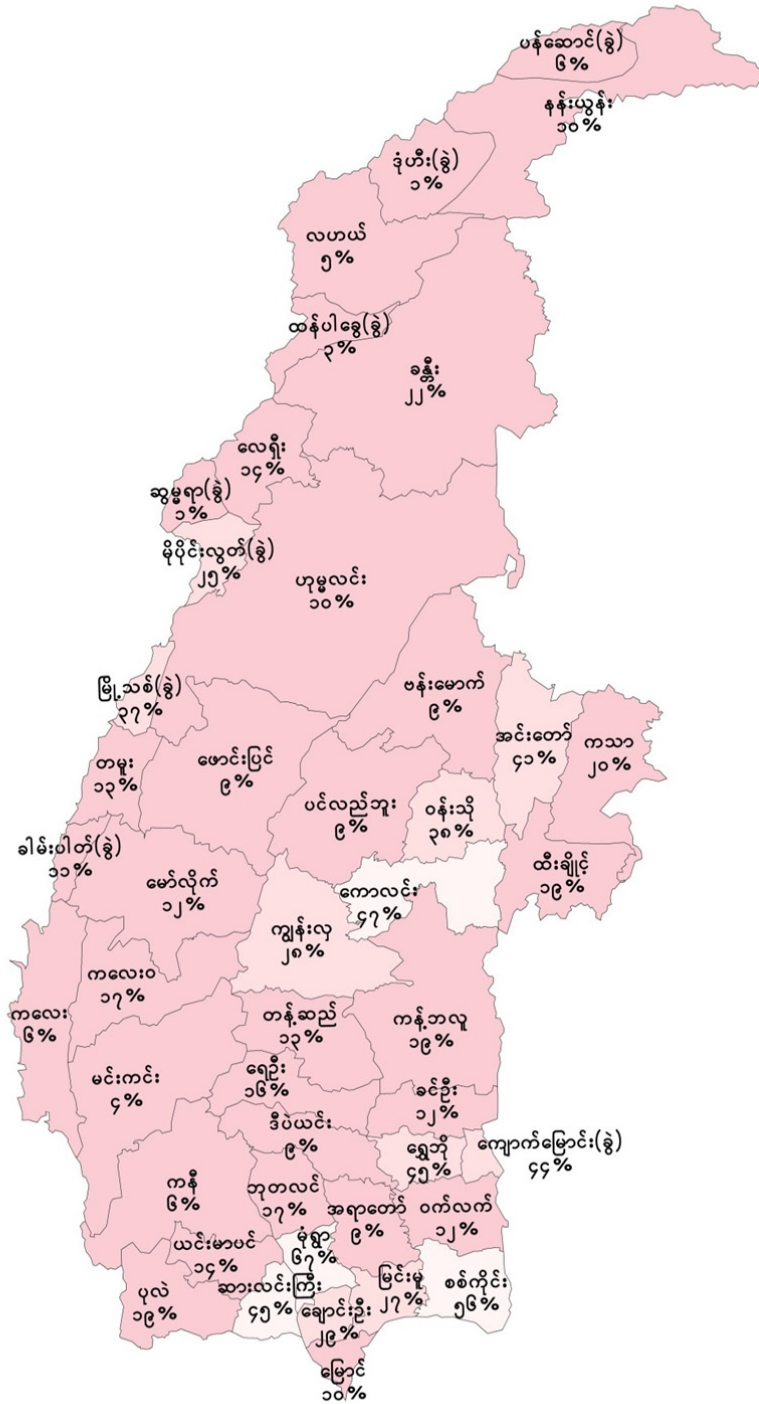 ပန်ဆောင်(ခွဲ)
၆%
နန်းယွန်း
၁၀%
ဒုံဟီး(ခွဲ)
၁%
လဟယ်
၅%
ထန်ပါခွေ(ခွဲ)
၃%
ခန္တီး
၂၂%
လေရှီး
၁၄%
ဆွမ္မရာ(ခွဲ)
၁%
မိုပိုင်းလွတ်(ခွဲ)
၂၅%
ဟုမ္မလင်း
၁၀%
မြို့သစ်(ခွဲ)
၃၇%
ဗန်းမောက်
၉%
အင်းတော်
၄၁%
ကသာ
၂၀%
တမူး
၁၃%
ဖောင်းပြင်
၉%
ပင်လည်ဘူး
၉%
ဝန်းသို
၃၈%
ခါမ်းပါတ်(ခွဲ)
၁၁%
မော်လိုက်
၁၂%
ကောလင်း
၄၇%
ထီးချိုင့်
၁၉%
ကျွန်းလှ
၂၈%
ကလေးဝ
၁၇%
ကလေး
၆%
တန့်ဆည်
၁၃%
ကန့်ဘလူ
၁၉%
မင်းကင်း
၄%
ရေဦး
၁၆%
ခင်ဦး
၁၂%
ဒီပဲယင်း
၉%
ရွှေဘို
၄၅%
ကျောက်မြောင်း(ခွဲ)
၄၄%
ကနီ
၆%
ဘုတလင်
၁၇%
အရာတော်
၉%
ဝက်လက်
၁၂%
ယင်းမာပင်
၁၄%
မုံရွာ
၆၇%
ပုလဲ
၁၉%
ဆားလင်းကြီး
၄၅%
ချောင်းဦး
၂၉%
မြင်းမူ
၂၇%
စစ်ကိုင်း
၅၆%
မြောင်
၁၀%